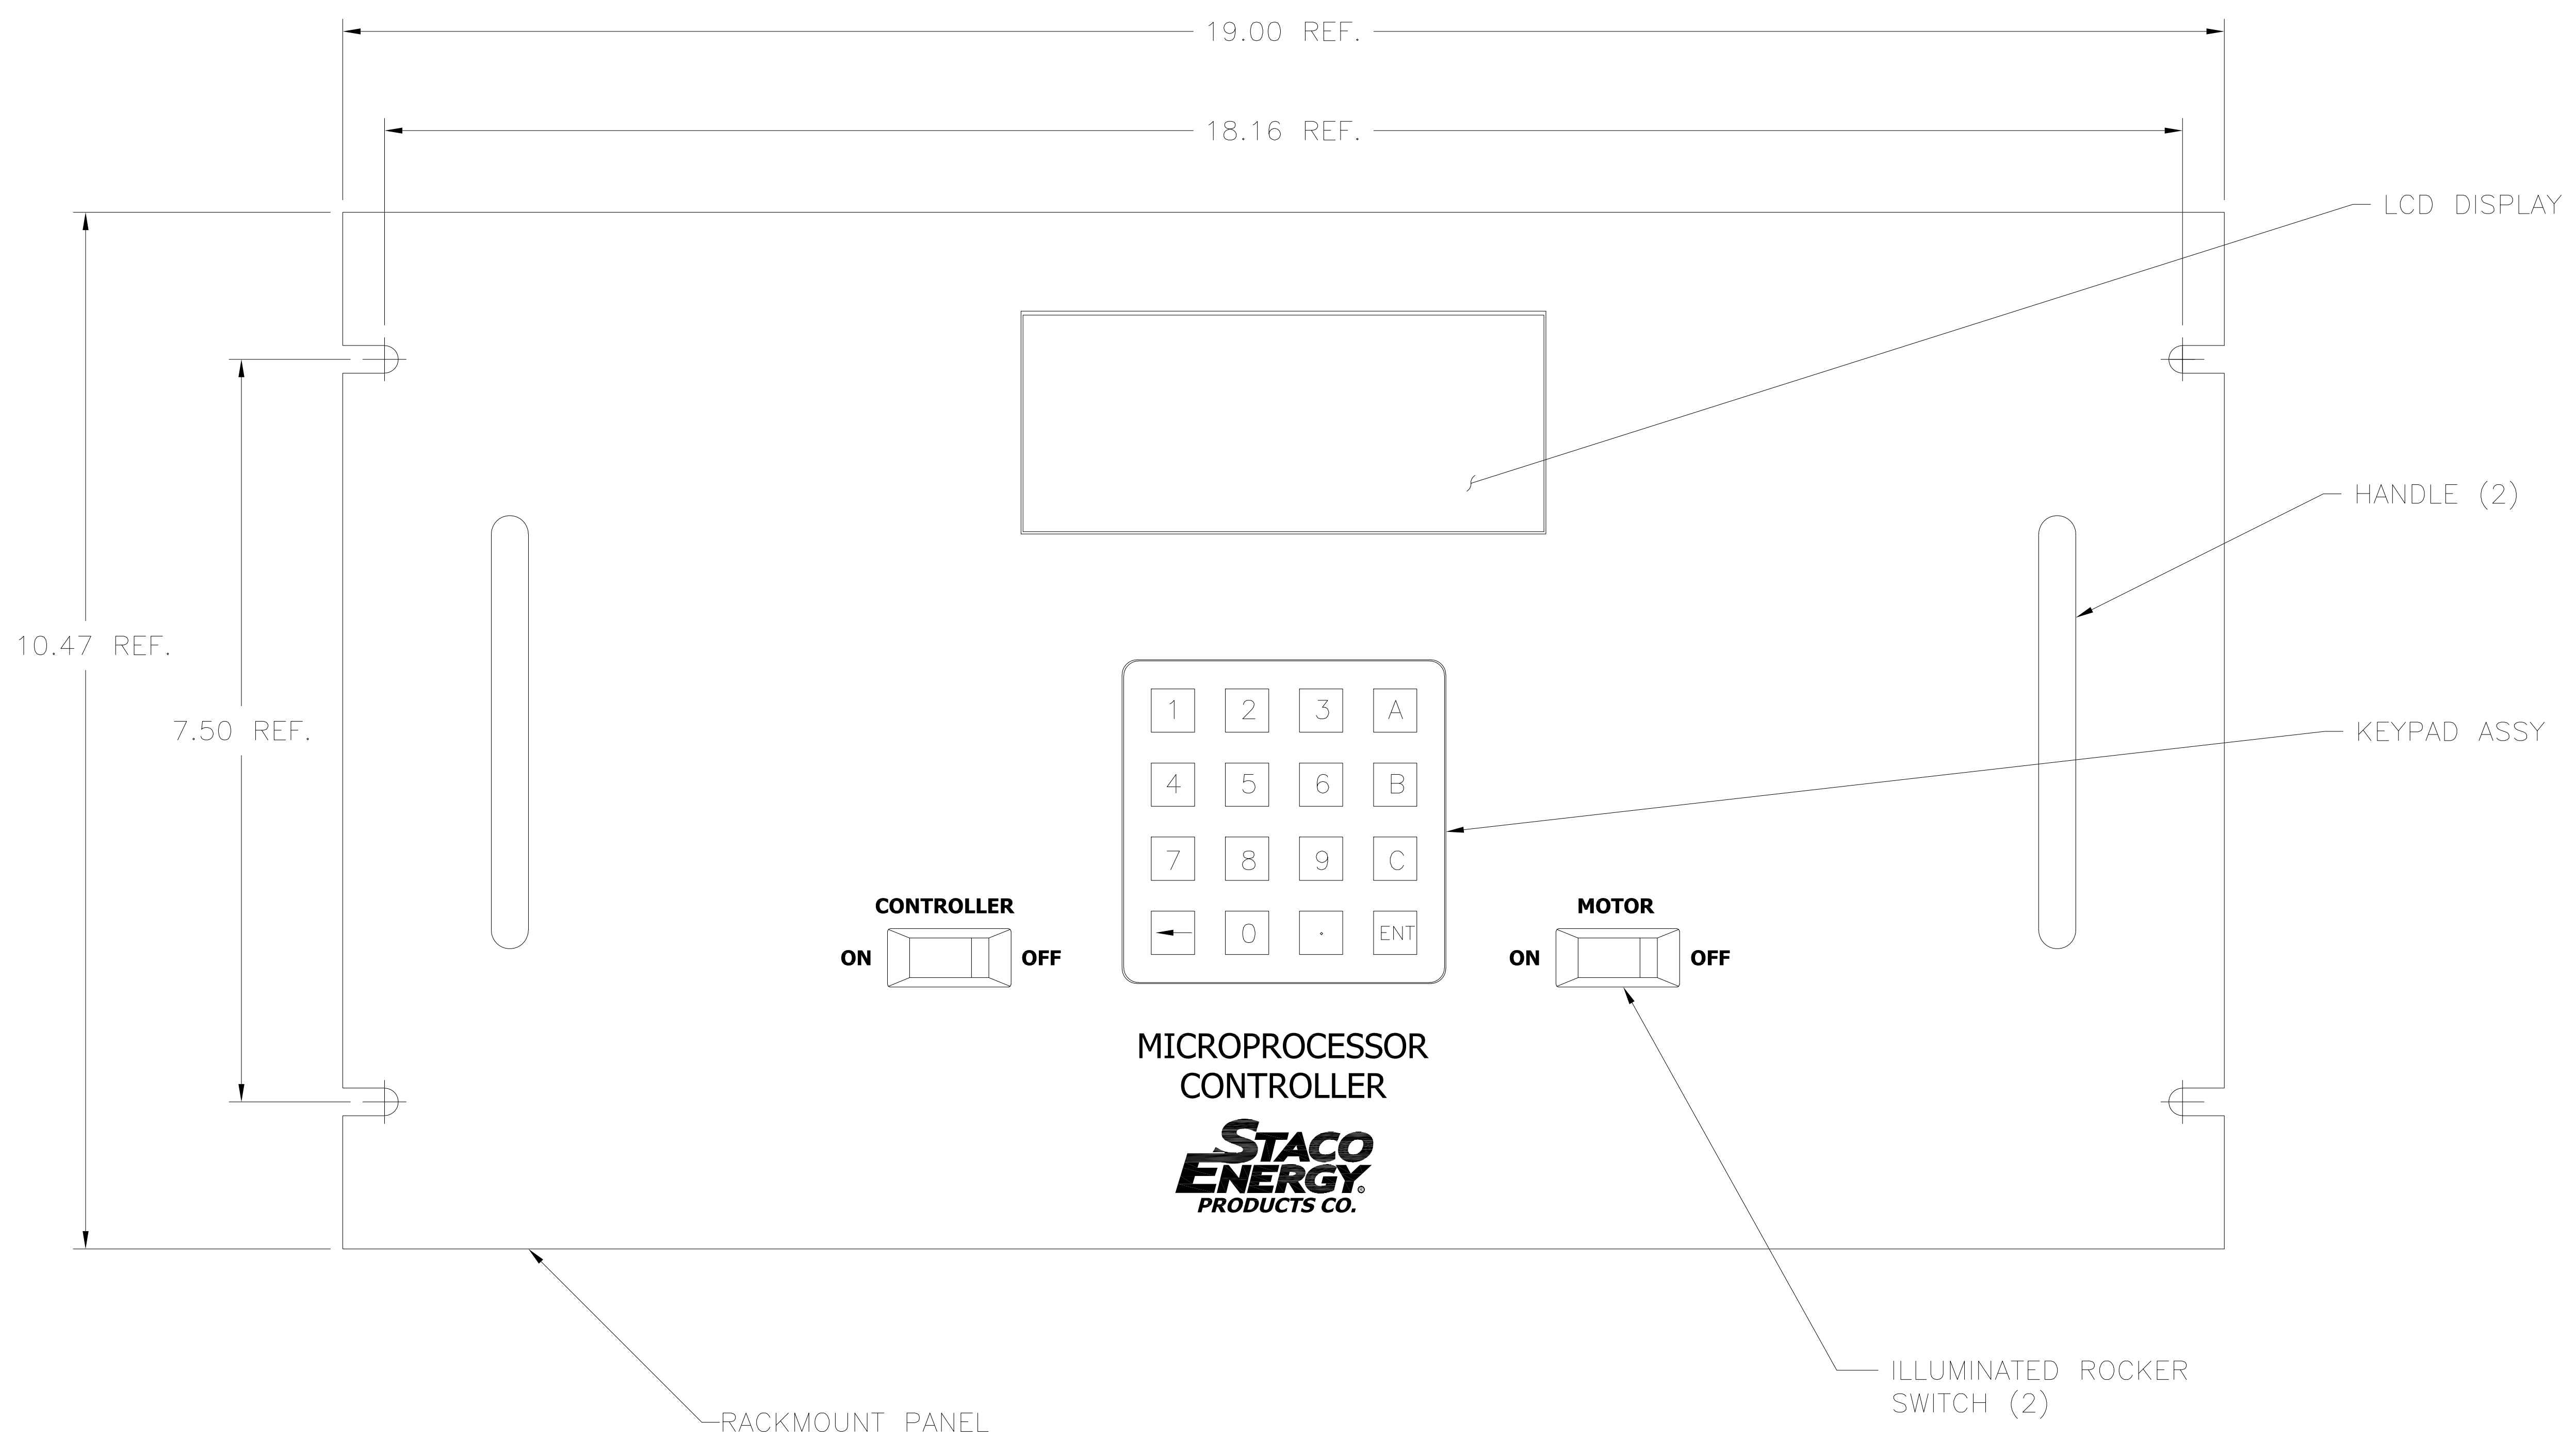 19.00 REF.
18.16 REF.
LCD DISPLAY
HANDLE (2)
10.47 REF.
7.50 REF.
KEYPAD ASSY
1 2 3 A
4 5 6 B
7 8 9 C
← 0 . ENT
CONTROLLER
ON OFF
MOTOR
ON OFF
MICROPROCESSOR
CONTROLLER
STACO
ENERGY®
PRODUCTS CO.
ILLUMINATED ROCKER
SWITCH (2)
RACKMOUNT PANEL